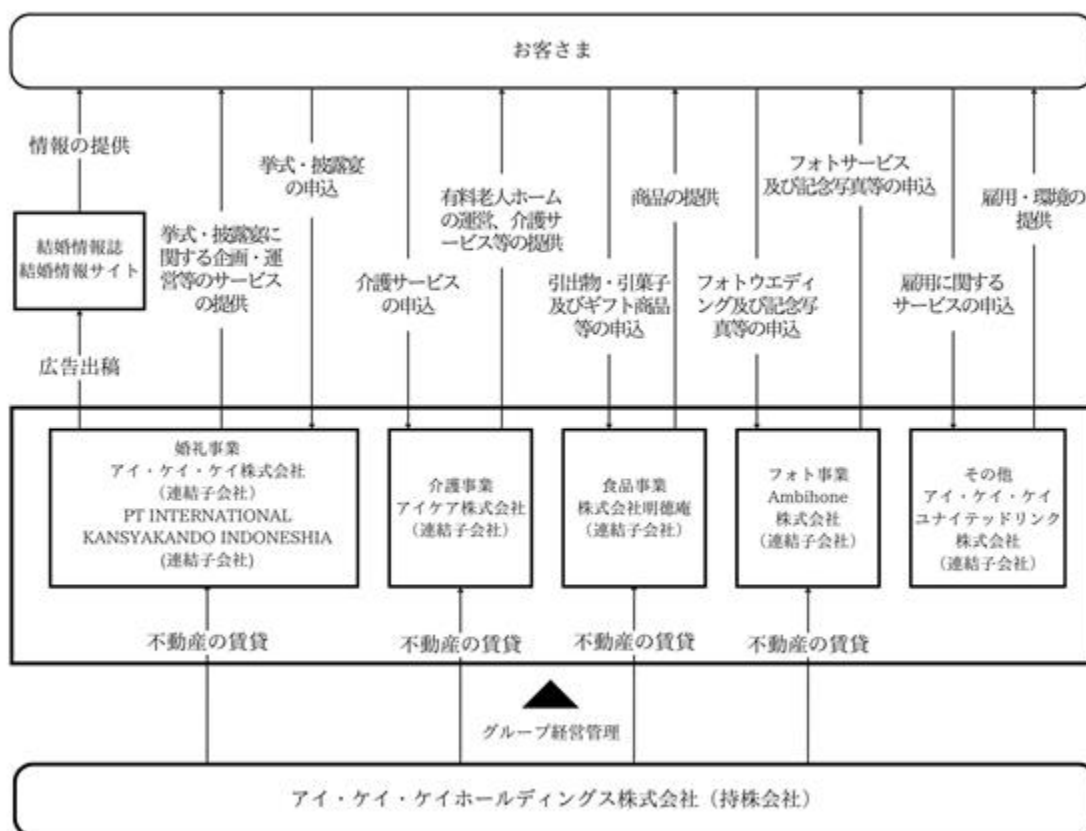 お客さま
情報の提供
結婚情報誌
結婚情報サイト
広告出稿
挙式・披露宴に
関する企画・運
営等のサービス
の提供
挙式・披露宴
の申込
介護サービス
の申込
有料老人ホーム
の運営、介護サ
ービス等の提供
引出物・引菓子
及びギフト商品
等の申込
商品の提供
フォトウエディ
ング及び記念写
真等の申込
フォトサービス
及び記念写真等の申込
雇用に関する
サービスの申込
雇用・環境の
提供
婚礼事業
アイ・ケイ・ケイ株式会社
（連結子会社）
PT INTERNATIONAL
KANSYAKANDO INDONESHIA
(連結子会社)
介護事業
アイケア株式会社
（連結子会社）
食品事業
株式会社明徳庵
（連結子会社）
フォト事業
Ambihone
株式会社
（連結子会社）
その他
アイ・ケイ・ケイ
ユナイテッドリンク
株式会社
（連結子会社）
不動産の賃貸
不動産の賃貸
不動産の賃貸
不動産の賃貸
グループ経営管理
アイ・ケイ・ケイホールディングス株式会社（持株会社）